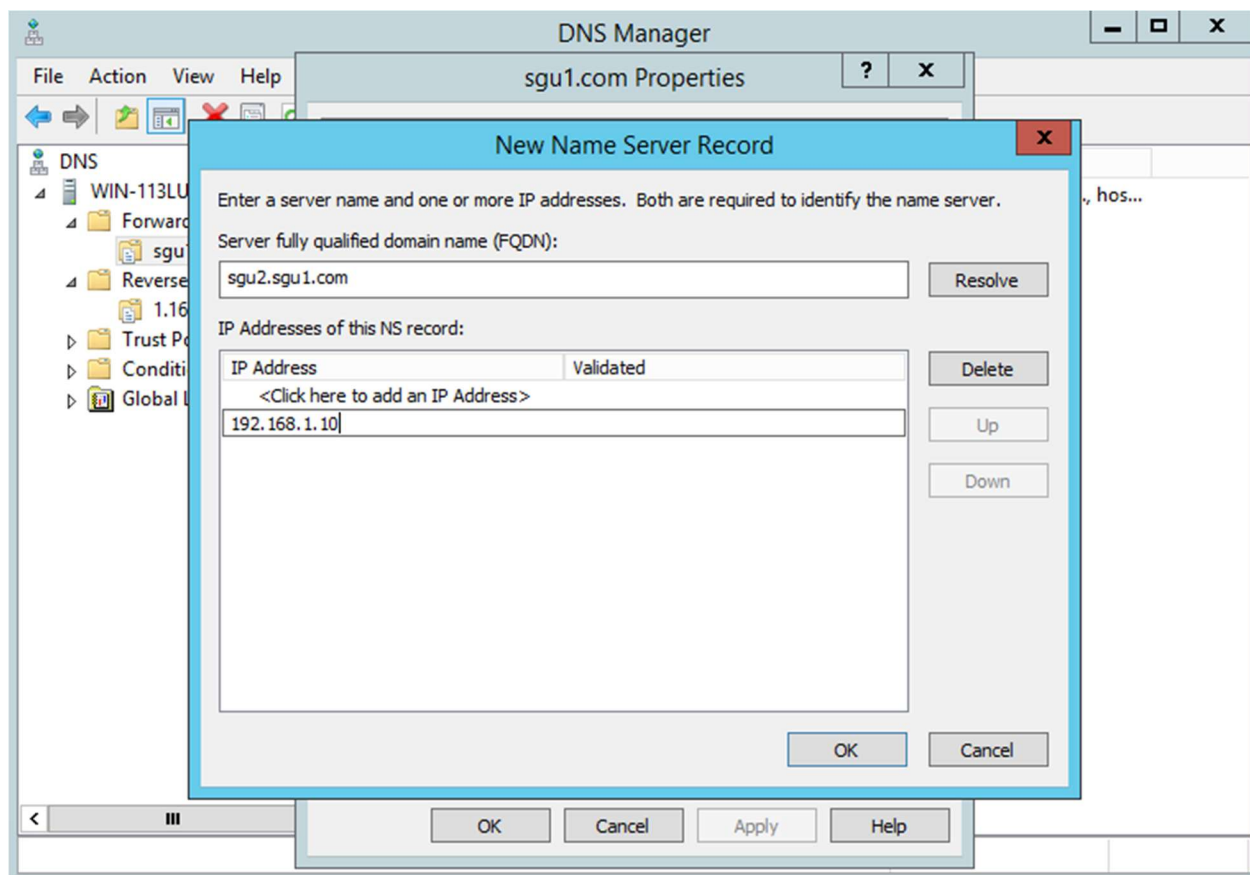 DNS Manager
File Action View Help
sgu1.com Properties
? x
New Name Server Record
x
DNS
WIN-113LU
Forward
sgu
Reverse
1.16
Trust Po
Conditi
Global L
., hos...
Enter a server name and one or more IP addresses. Both are required to identify the name server.
Server fully qualified domain name (FQDN):
sgu2.sgu1.com
Resolve
IP Addresses of this NS record:
IP Address Validated
<Click here to add an IP Address>
192.168.1.10
Delete
Up
Down
OK Cancel
OK Cancel Apply Help